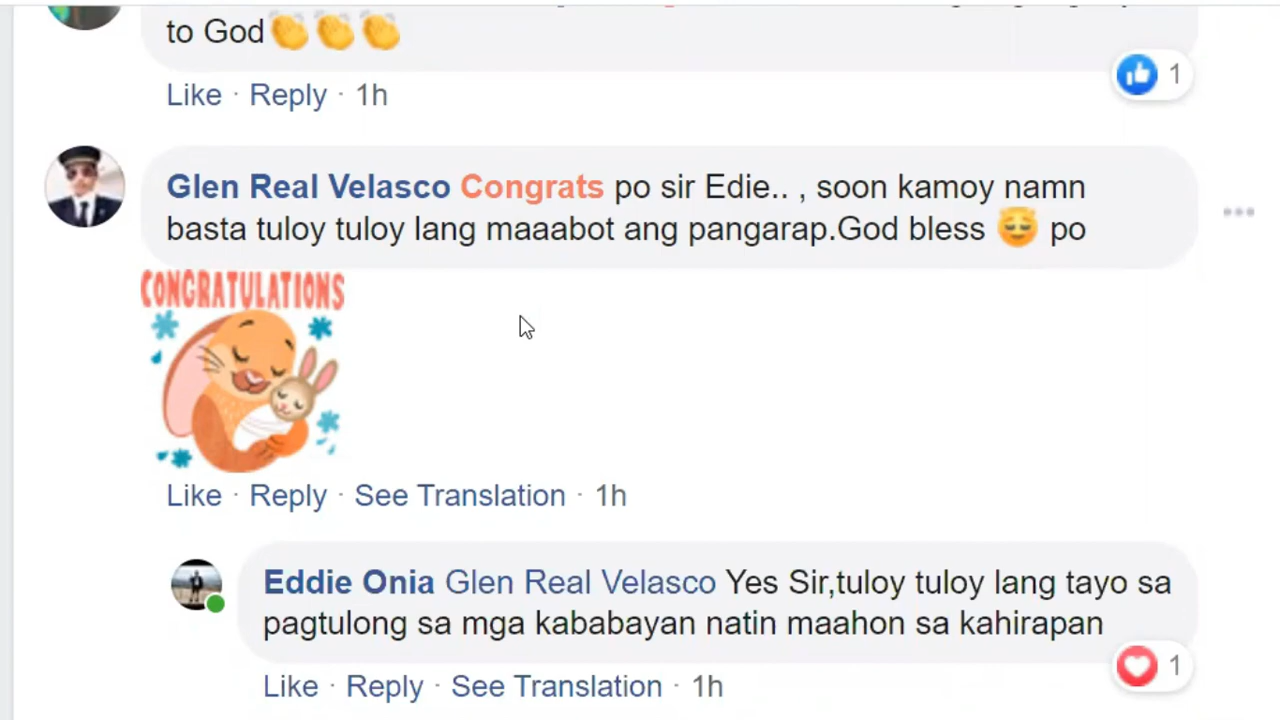 to God👏👏👏
1
Like · Reply · 1h
Glen Real Velasco Congrats po sir Edie.. , soon kamoy namn
basta tuloy tuloy lang maaabot ang pangarap.God bless 😇 po
CONGRATULATIONS
Like · Reply · See Translation · 1h
Eddie Onia Glen Real Velasco Yes Sir,tuloy tuloy lang tayo sa
pagtulong sa mga kababayan natin maahon sa kahirapan
1
Like · Reply · See Translation · 1h